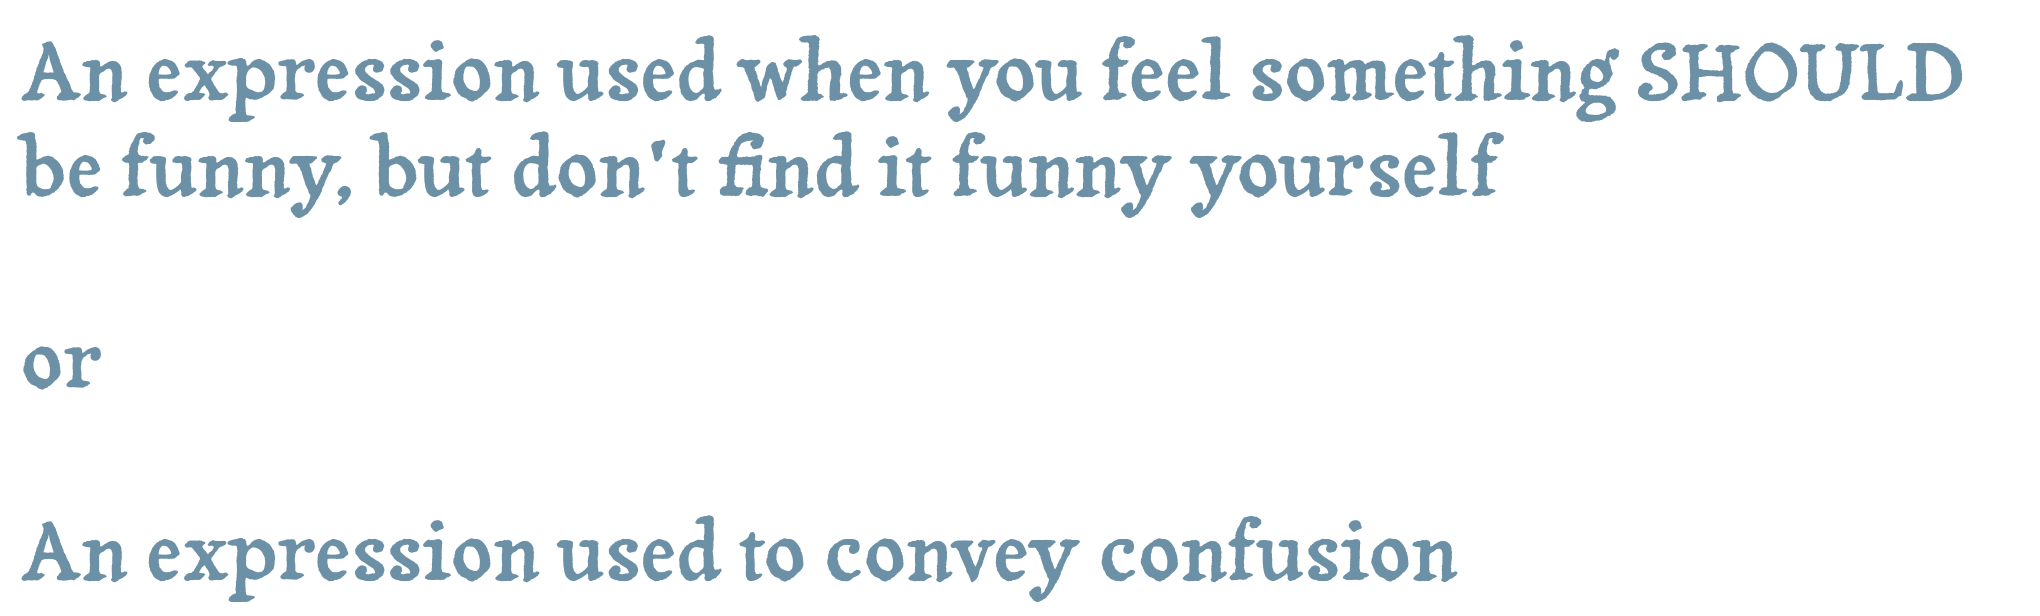 An expression used when you feel something SHOULD
be funny, but don't find it funny yourself
or
An expression used to convey confusion